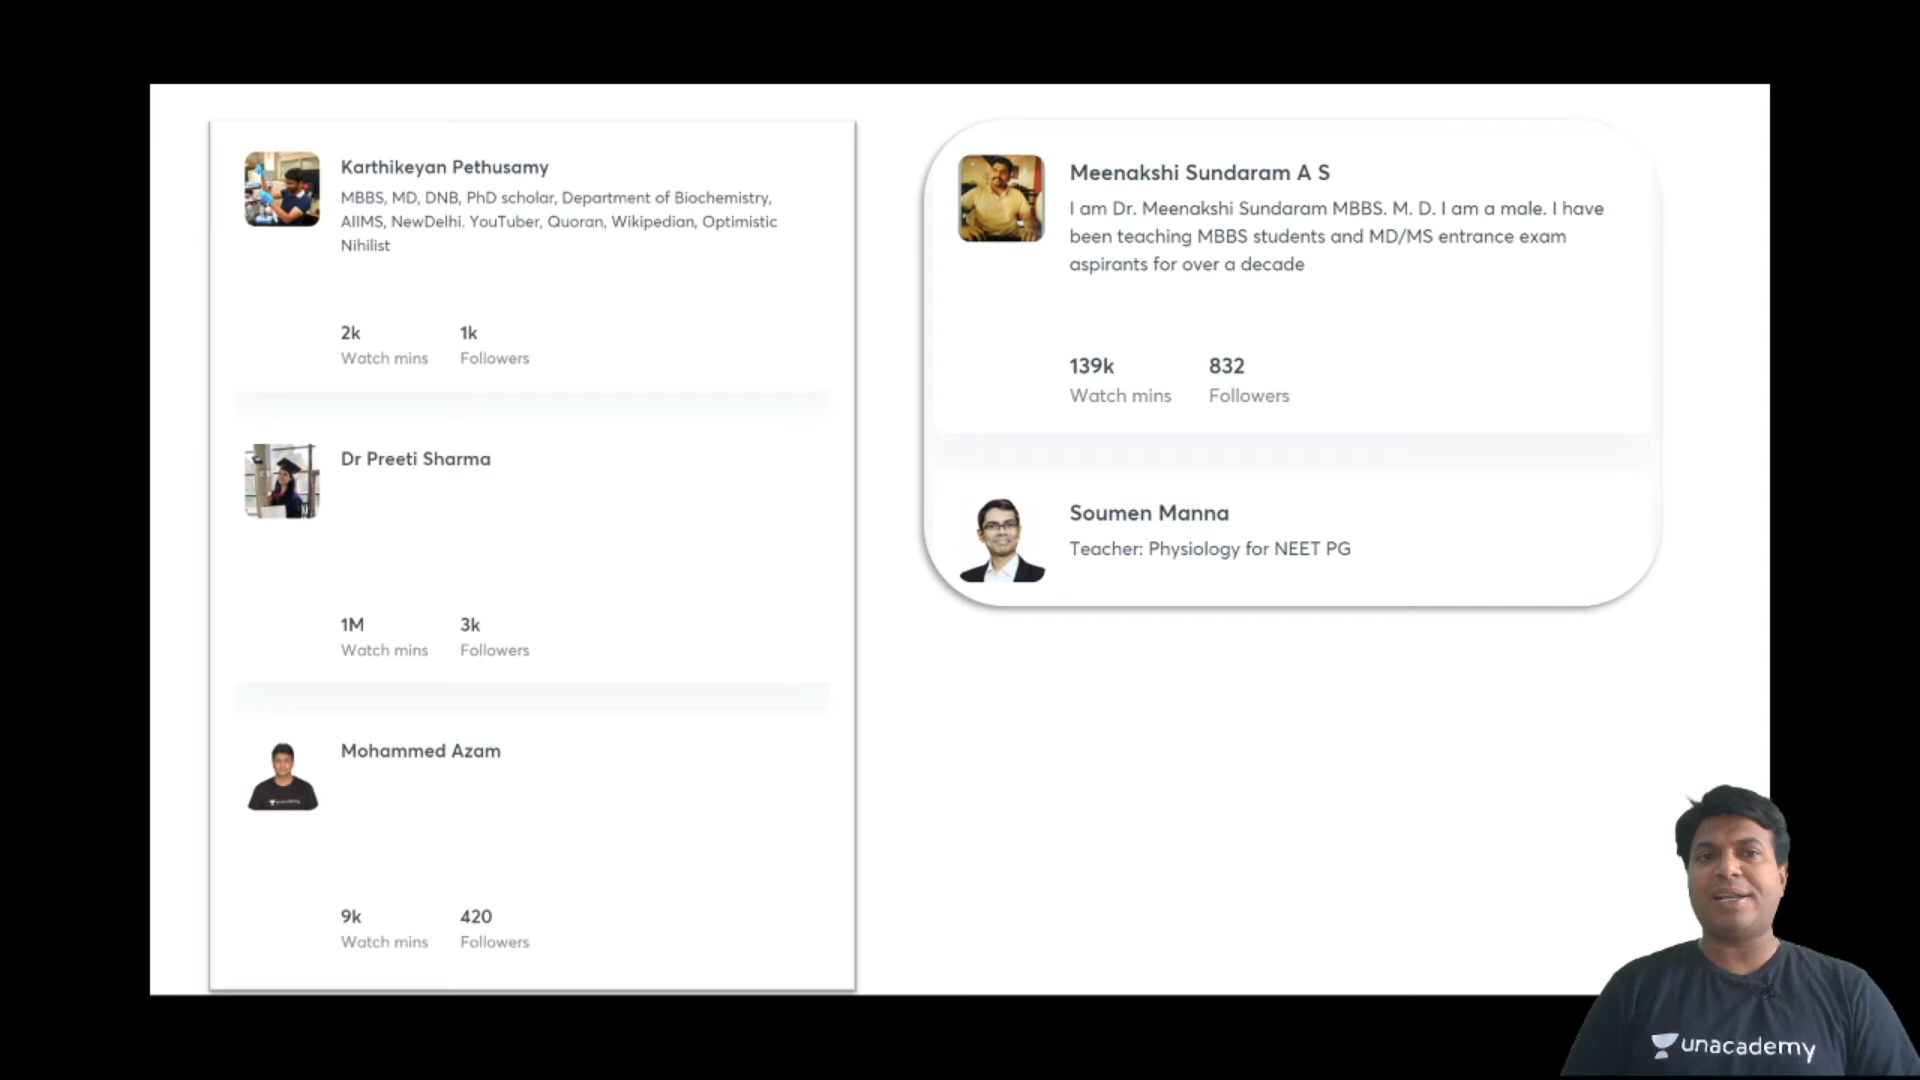 Karthikeyan Pethusamy
MBBS, MD, DNB, PhD scholar, Department of Biochemistry,
AIIMS, NewDelhi. YouTuber, Quoran, Wikipedian, Optimistic
Nihilist
2k 1k
Watch mins Followers
Dr Preeti Sharma
1M 3k
Watch mins Followers
Mohammed Azam
9k 420
Watch mins Followers
Meenakshi Sundaram A S
I am Dr. Meenakshi Sundaram MBBS. M. D. I am a male. I have
been teaching MBBS students and MD/MS entrance exam
aspirants for over a decade
139k 832
Watch mins Followers
Soumen Manna
Teacher: Physiology for NEET PG
unacademy